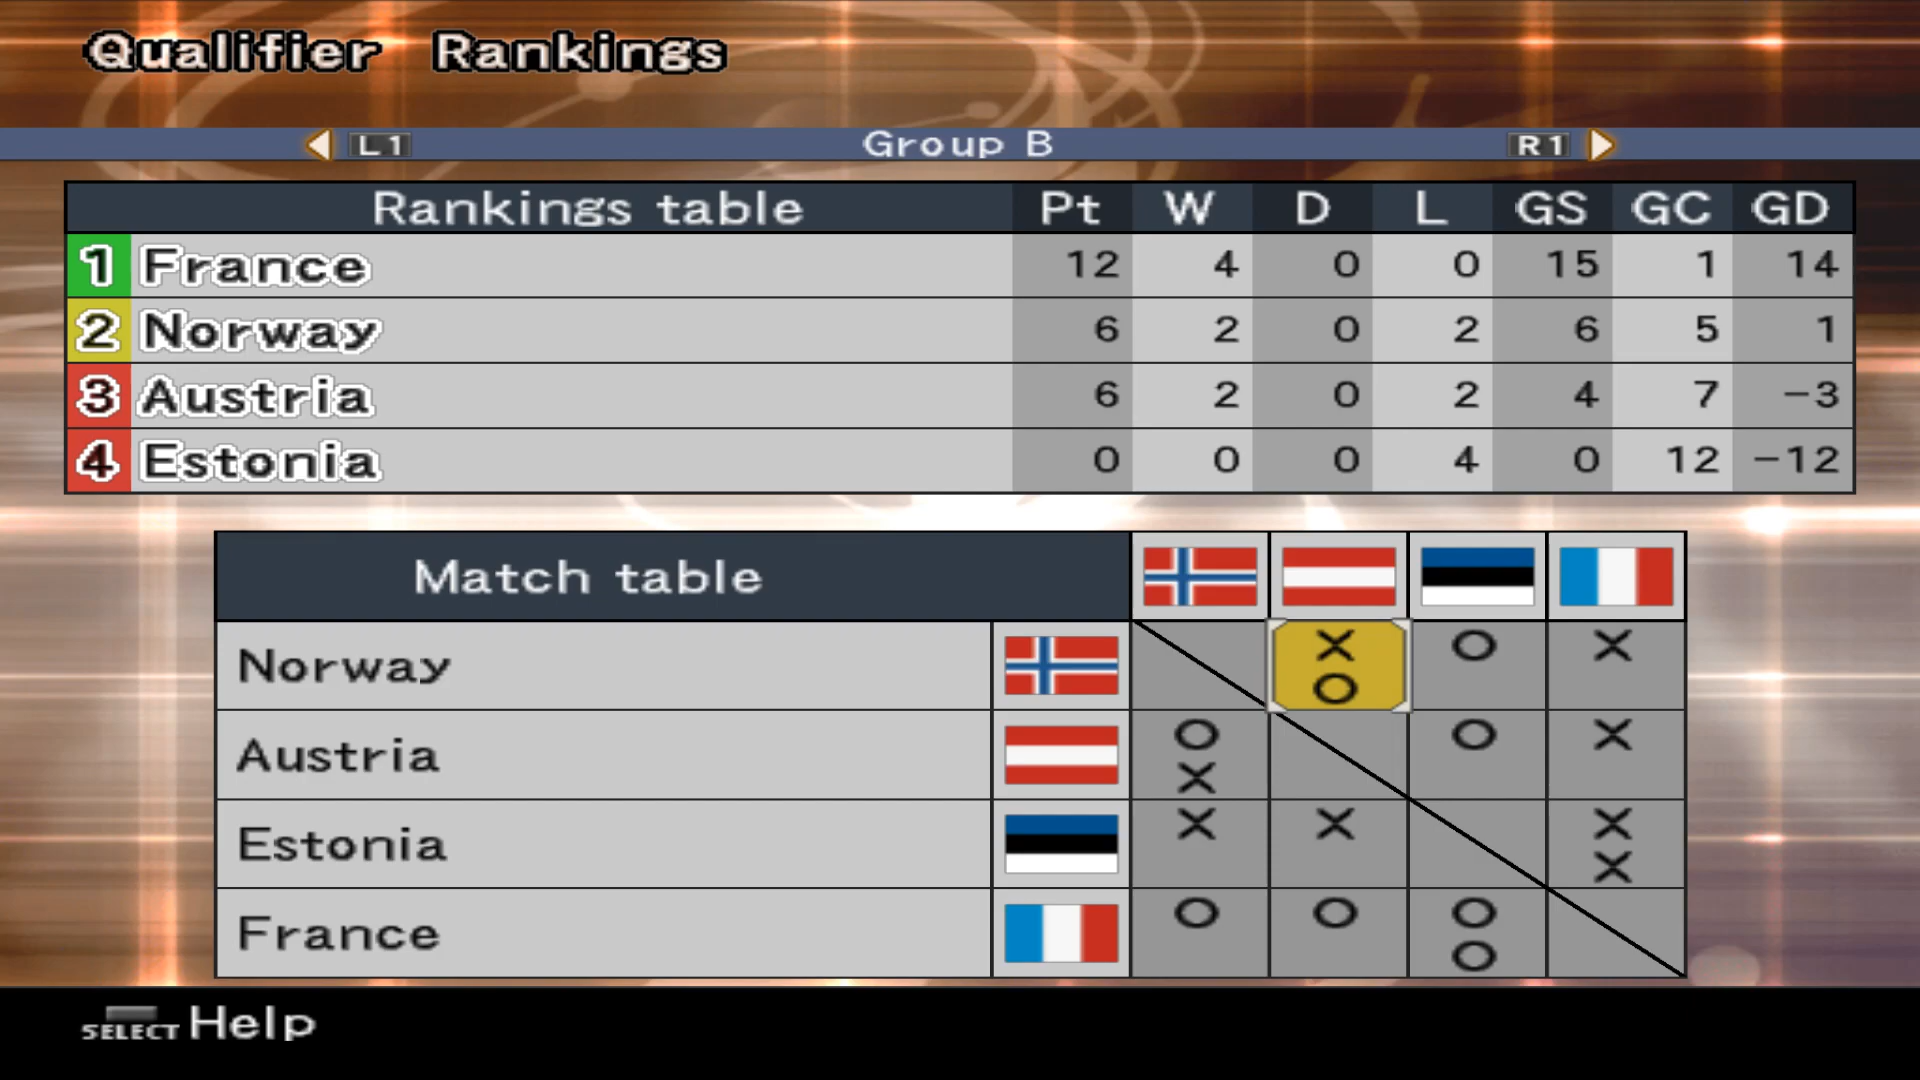 Qualifier Rankings
L1 Group B R1
Rankings table Pt W D L GS GC GD
1 France 12 4 0 0 15 1 14
2 Norway 6 2 0 2 6 5 1
3 Austria 6 2 0 2 4 7 -3
4 Estonia 0 0 0 4 0 12 -12
Match table
Norway X O O X
Austria O X O X
Estonia X X X X
France O O O O
SELECT Help